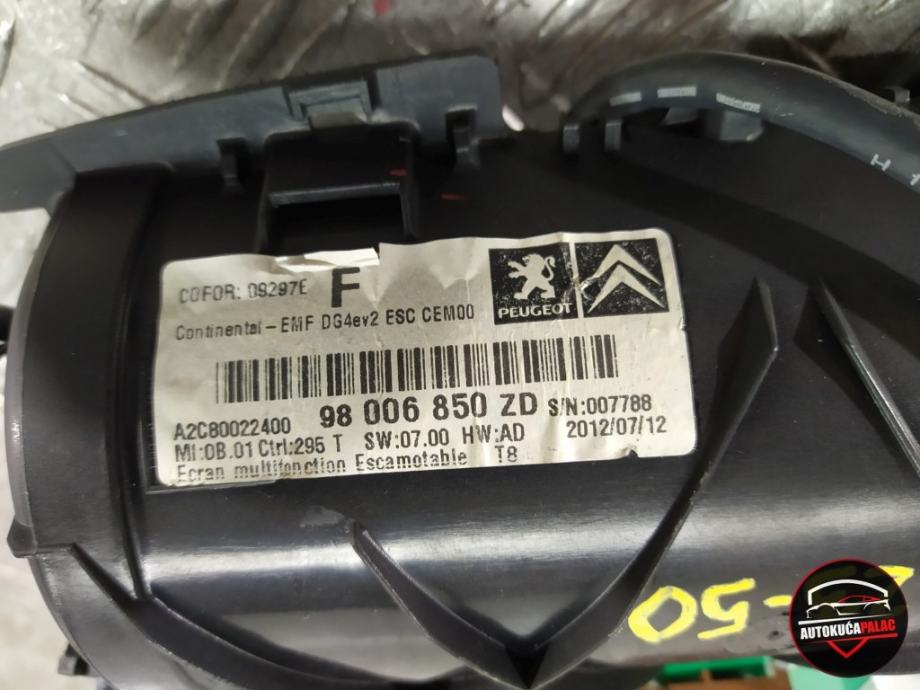 COFOR: 09297E F
PEUGEOT
Continental-EMF DG4ev2 ESC CEM00
A2C80022400 98 006 850 ZD S/N:007788
MI:0B.01 Ctrl:295 T SW:07.00 HW:AD 2012/07/12
Ecran multifonction Escamotable T8
-50
AUTOKUĆA PALAC